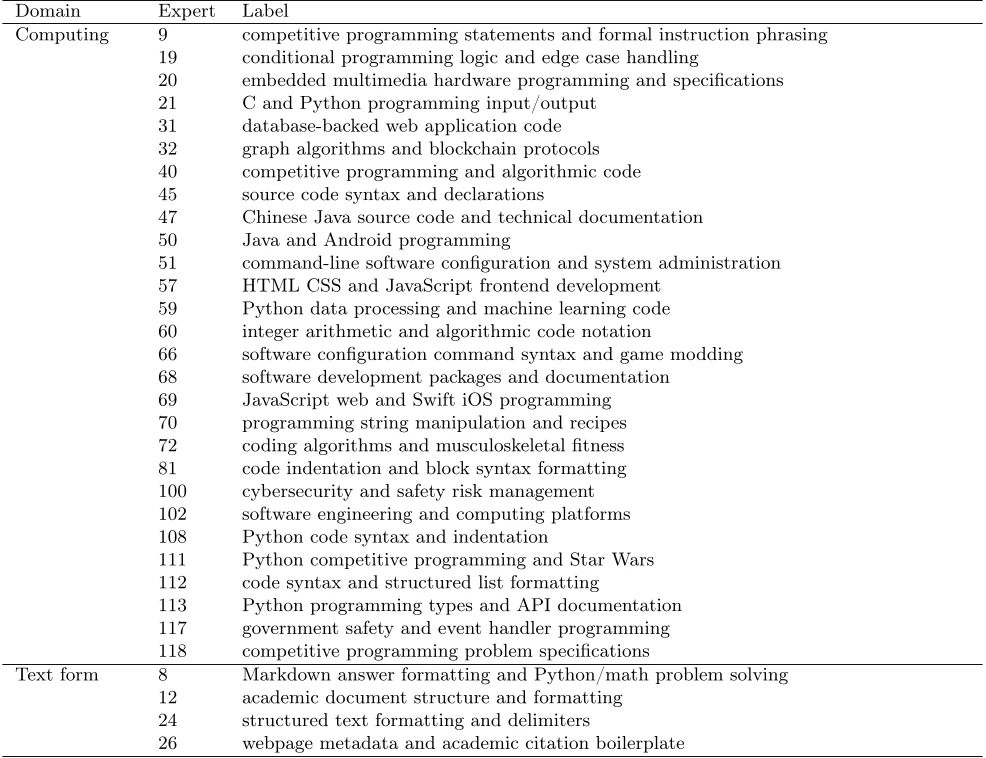 Domain Expert Label
Computing 9 competitive programming statements and formal instruction phrasing
19 conditional programming logic and edge case handling
20 embedded multimedia hardware programming and specifications
21 C and Python programming input/output
31 database-backed web application code
32 graph algorithms and blockchain protocols
40 competitive programming and algorithmic code
45 source code syntax and declarations
47 Chinese Java source code and technical documentation
50 Java and Android programming
51 command-line software configuration and system administration
57 HTML CSS and JavaScript frontend development
59 Python data processing and machine learning code
60 integer arithmetic and algorithmic code notation
66 software configuration command syntax and game modding
68 software development packages and documentation
69 JavaScript web and Swift iOS programming
70 programming string manipulation and recipes
72 coding algorithms and musculoskeletal fitness
81 code indentation and block syntax formatting
100 cybersecurity and safety risk management
102 software engineering and computing platforms
108 Python code syntax and indentation
111 Python competitive programming and Star Wars
112 code syntax and structured list formatting
113 Python programming types and API documentation
117 government safety and event handler programming
118 competitive programming problem specifications
Text form 8 Markdown answer formatting and Python/math problem solving
12 academic document structure and formatting
24 structured text formatting and delimiters
26 webpage metadata and academic citation boilerplate